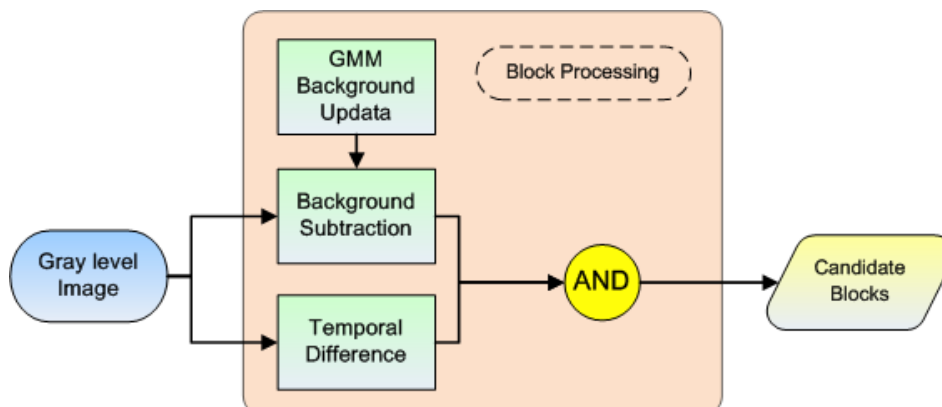 GMM
Background
Updata
Block Processing
Background
Subtraction
Gray level
Image
AND
Candidate
Blocks
Temporal
Difference